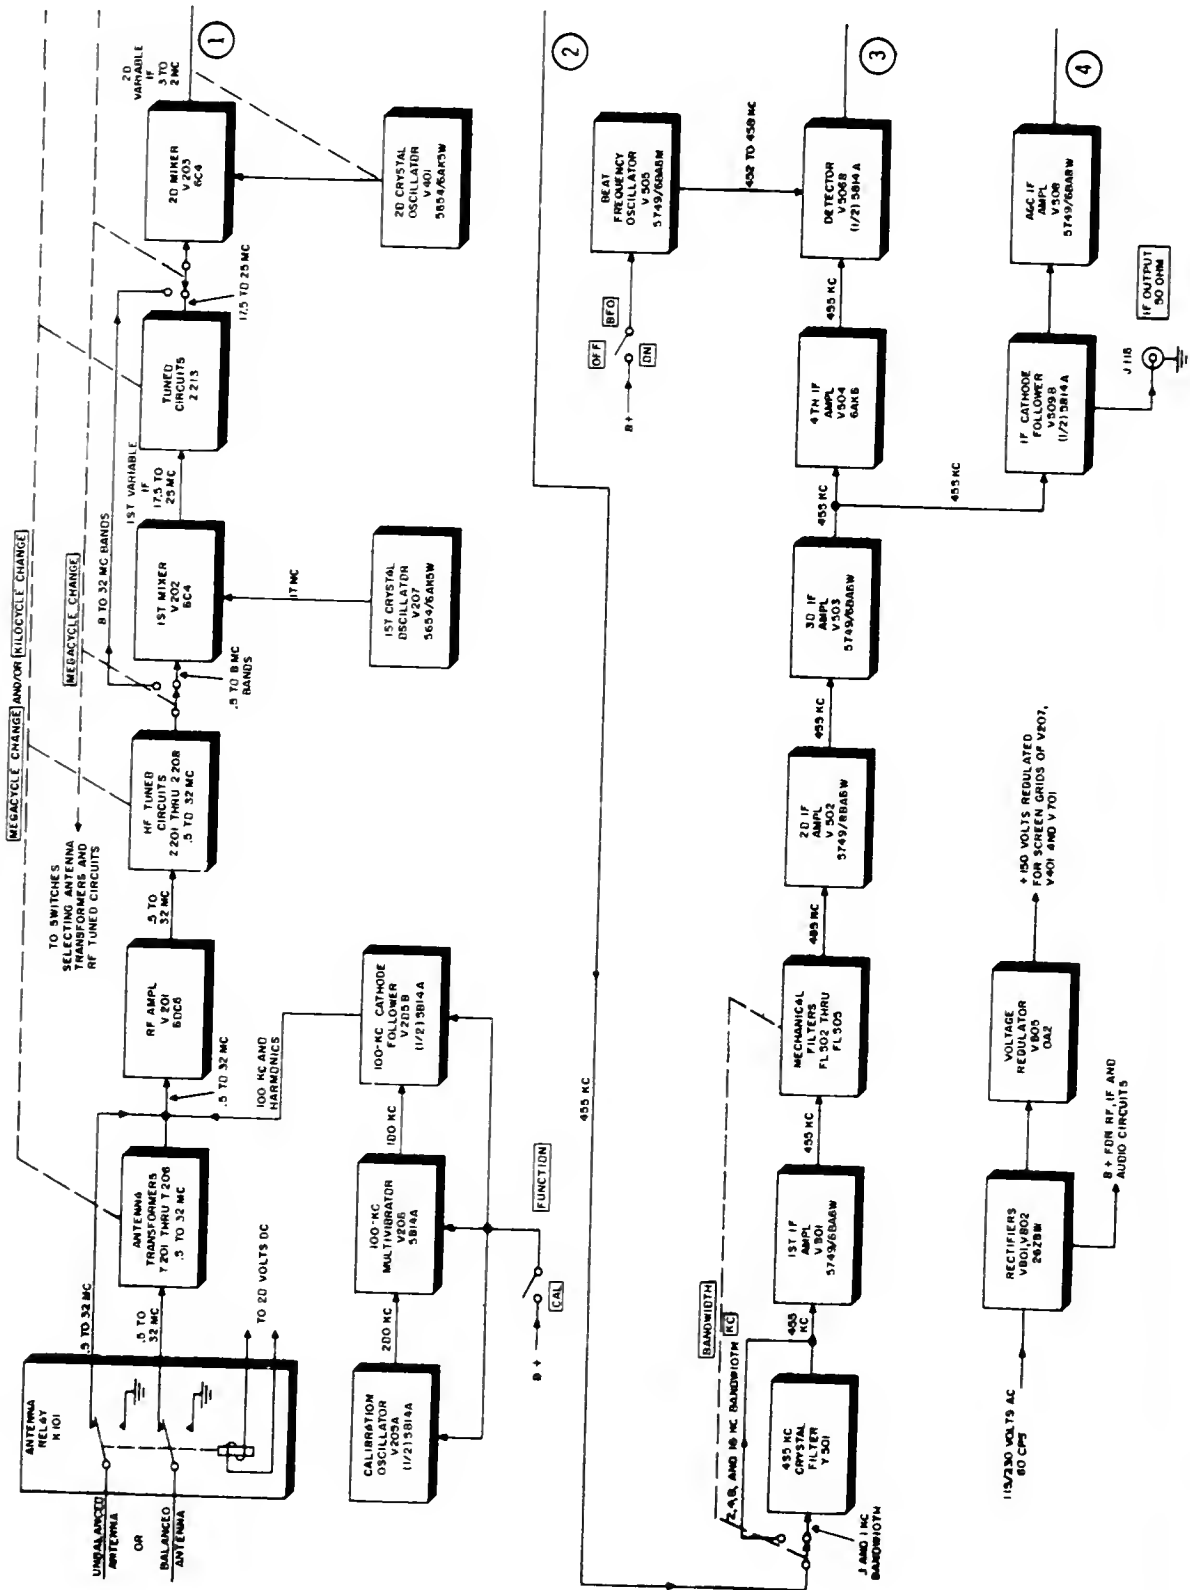 UNBALANCED
ANTENNA
OR
BALANCED
ANTENNA
ANTENNA
RELAY
K101
.5 TO 32 MC
.5 TO
32 MC
TO 20 VOLTS DC
ANTENNA
TRANSFORMERS
T201 THRU T206
.5 TO 32 MC
.5 TO 32 MC
100 KC AND
HARMONICS
RF AMPL
V201
6DC6
.5 TO
32 MC
TO SWITCHES
SELECTING ANTENNA
TRANSFORMERS AND
RF TUNED CIRCUITS
MEGACYCLE CHANGE AND/OR KILOCYCLE CHANGE
MEGACYCLE CHANGE
HF TUNED
CIRCUITS
Z201 THRU Z208
.5 TO 32 MC
.5 TO 8 MC
BANDS
8 TO 32 MC BANDS
1ST MIXER
V202
6C4
17 MC
1ST CRYSTAL
OSCILLATOR
V207
5654/6AK5W
1ST VARIABLE
IF
17.5 TO
25 MC
TUNED
CIRCUITS
Z213
17.5 TO 25 MC
2D MIXER
V203
6C4
2D
VARIABLE
IF
3 TO
2 MC
1
2D CRYSTAL
OSCILLATOR
V401
5654/6AK5W
CALIBRATION
OSCILLATOR
V205A
(1/2) 5814A
200 KC
100-KC
MULTIVIBRATOR
V206
5814A
100 KC
100-KC CATHODE
FOLLOWER
V205B
(1/2) 5814A
B+
CAL
FUNCTION
2
455 KC
B+
OFF
BFO
ON
BEAT
FREQUENCY
OSCILLATOR
V505
5749/6BA6W
452 TO 458 KC
.1 AND 1 KC
BANDWIDTH
2,4,8, AND 16 KC BANDWIDTH
BANDWIDTH
KC
455 KC
CRYSTAL
FILTER
Y501
455
KC
1ST IF
AMPL
V501
5749/6BA6W
455 KC
MECHANICAL
FILTERS
FL502 THRU
FL505
455 KC
2D IF
AMPL
V502
5749/6BA6W
455 KC
3D IF
AMPL
V503
5749/6BA6W
455 KC
4TH IF
AMPL
V504
6AK6
455 KC
DETECTOR
V506B
(1/2) 5814A
3
455 KC
115/230 VOLTS AC
60 CPS
RECTIFIERS
V801, V802
26Z5W
B+ FOR RF, IF AND
AUDIO CIRCUITS
VOLTAGE
REGULATOR
V605
OA2
+150 VOLTS REGULATED
FOR SCREEN GRIDS OF V207,
V401 AND V701
IF CATHODE
FOLLOWER
V509B
(1/2) 5814A
J116
IF OUTPUT
50 OHM
AGC IF
AMPL
V508
5749/6BA6W
4